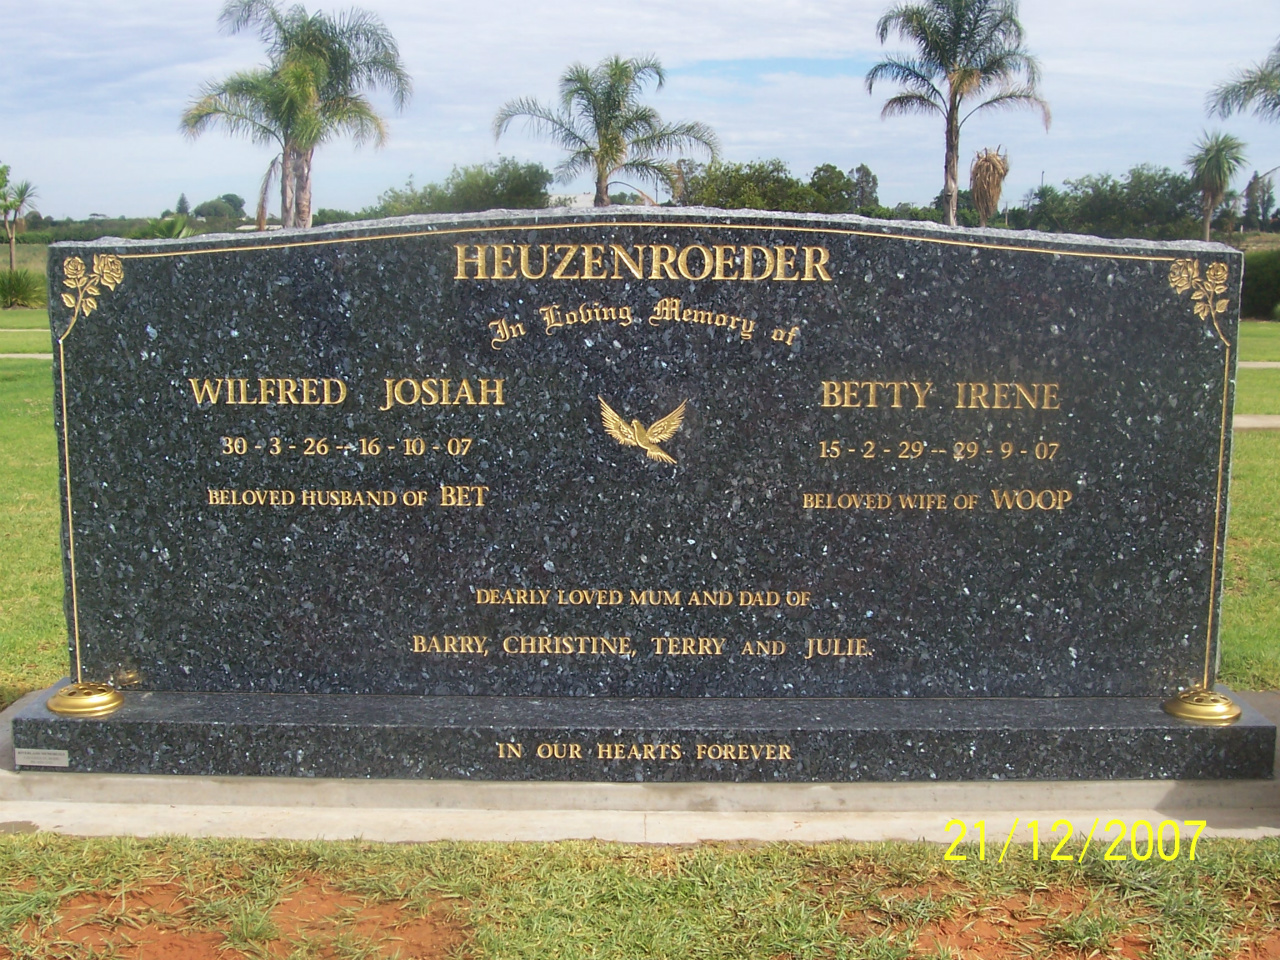 HEUZENROEDER
In Loving Memory of
WILFRED JOSIAH
30 - 3 - 26 -- 16 - 10 - 07
BELOVED HUSBAND OF BET
BETTY IRENE
15 - 2 - 29 -- 29 - 9 - 07
BELOVED WIFE OF WOOP
DEARLY LOVED MUM AND DAD OF
BARRY, CHRISTINE, TERRY AND JULIE.
IN OUR HEARTS FOREVER
21/12/2007